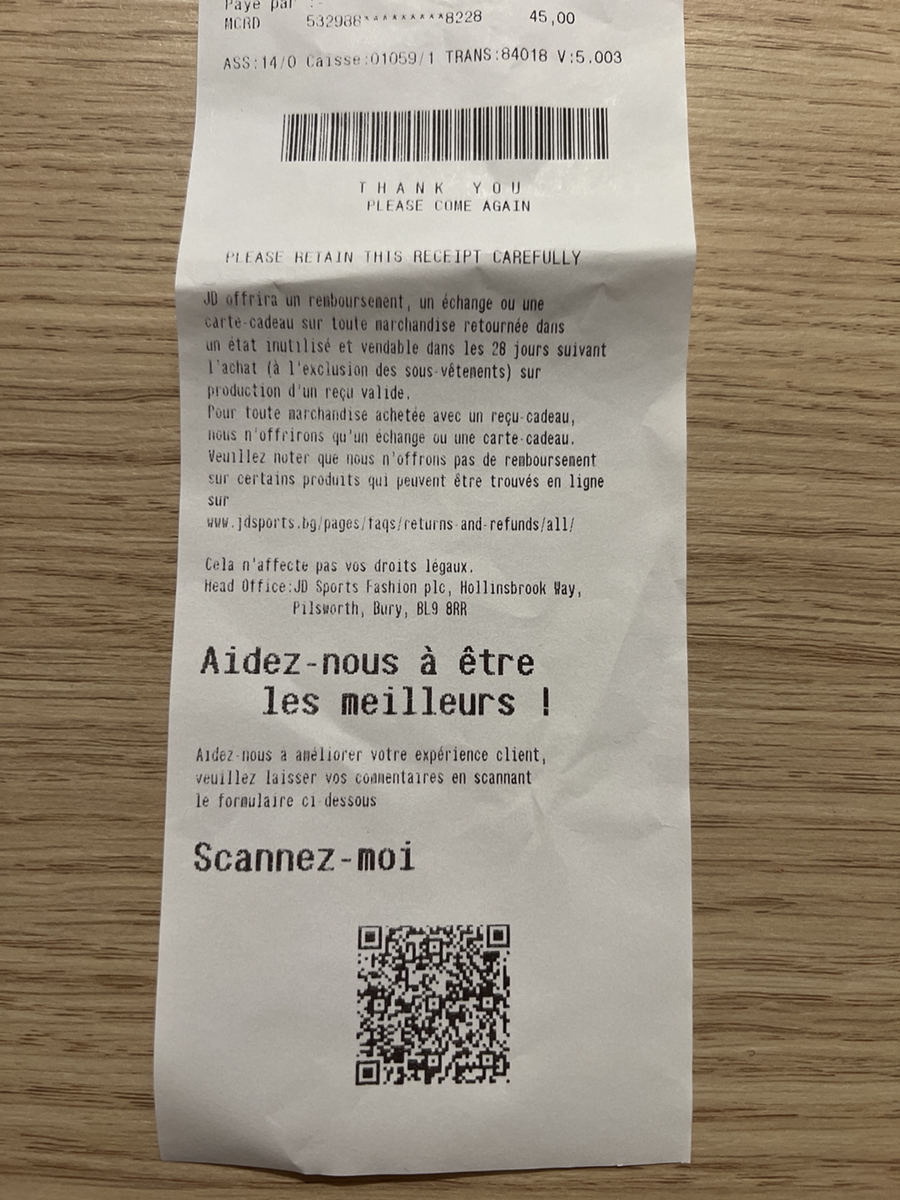 Payé par :-
MCRD 532988*********8228 45,00
ASS:14/0 Caisse:01059/1 TRANS:84018 V:5.003
THANK YOU
PLEASE COME AGAIN
PLEASE RETAIN THIS RECEIPT CAREFULLY
JD offrira un remboursement, un échange ou une
carte-cadeau sur toute marchandise retournée dans
un état inutilisé et vendable dans les 28 jours suivant
l'achat (à l'exclusion des sous-vêtements) sur
production d'un reçu valide.
Pour toute marchandise achetée avec un reçu-cadeau,
nous n'offrirons qu'un échange ou une carte-cadeau.
Veuillez noter que nous n'offrons pas de remboursement
sur certains produits qui peuvent être trouvés en ligne
sur
www.jdsports.bg/pages/faqs/returns-and-refunds/all/
Cela n'affecte pas vos droits légaux.
Head Office:JD Sports Fashion plc, Hollinsbrook Way,
Pilsworth, Bury, BL9 8RR
Aidez-nous à être
les meilleurs !
Aidez-nous à améliorer votre expérience client,
veuillez laisser vos commentaires en scannant
le formulaire ci-dessous
Scannez-moi